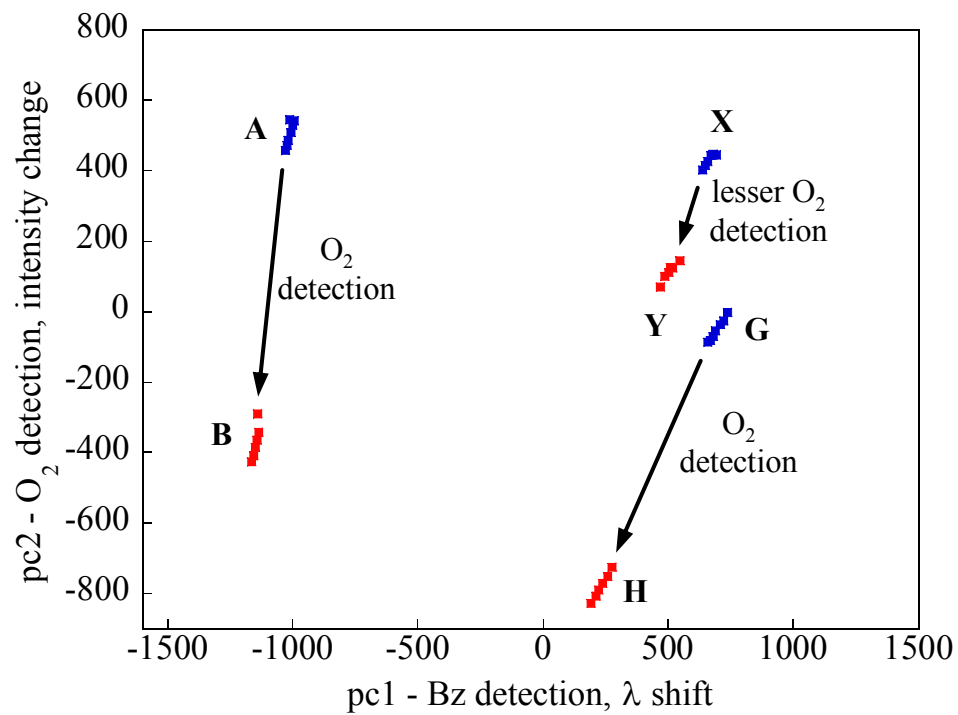 800
600
400
200
0
-200
-400
-600
-800
pc2 - O₂ detection, intensity change
A
X
lesser O₂
detection
O₂
detection
Y
G
B
O₂
detection
H
-1500 -1000 -500 0 500 1000 1500
pc1 - Bz detection, λ shift